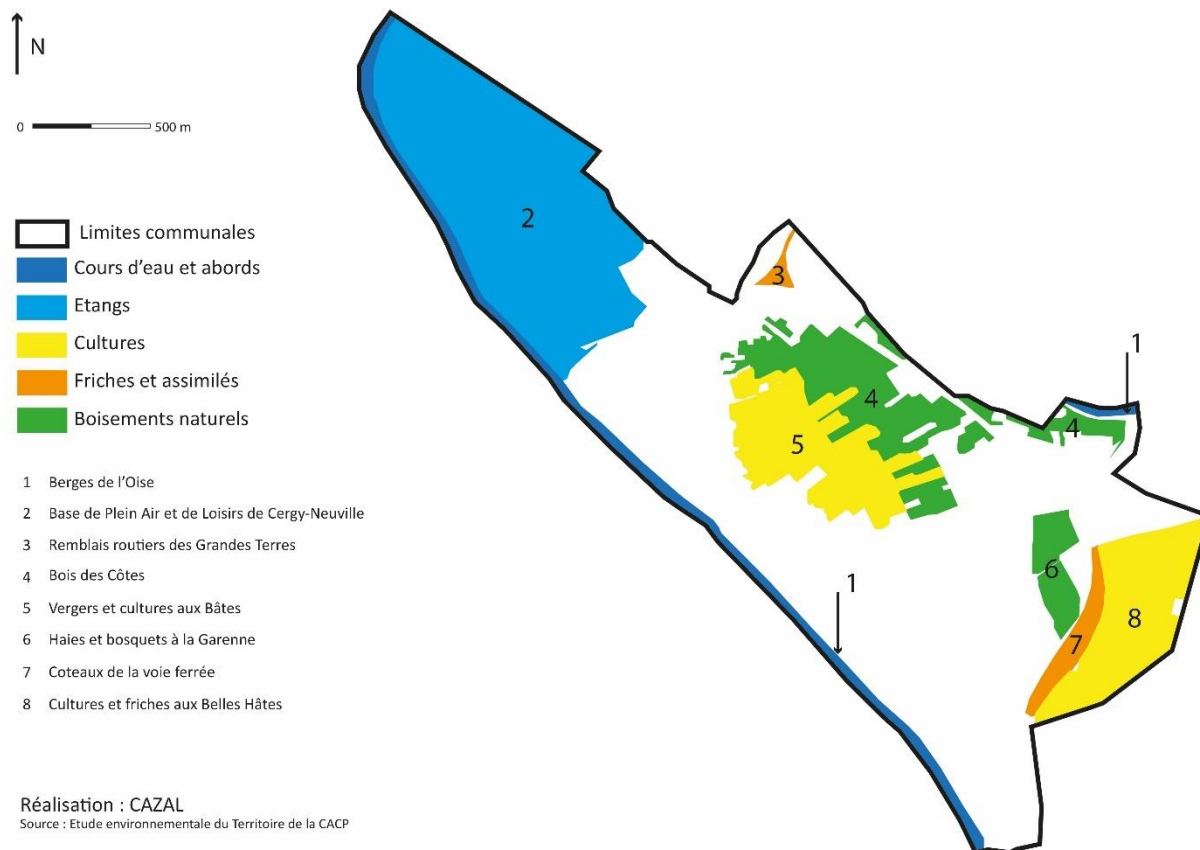 N
0 500 m
Limites communales
Cours d'eau et abords
Etangs
Cultures
Friches et assimilés
Boisements naturels
1 Berges de l'Oise
2 Base de Plein Air et de Loisirs de Cergy-Neuville
3 Remblais routiers des Grandes Terres
4 Bois des Côtes
5 Vergers et cultures aux Bâtes
6 Haies et bosquets à la Garenne
7 Coteaux de la voie ferrée
8 Cultures et friches aux Belles Hâtes
Réalisation : CAZAL
Source : Etude environnementale du Territoire de la CACP
2
3
1
4
4
5
6
1
8
7